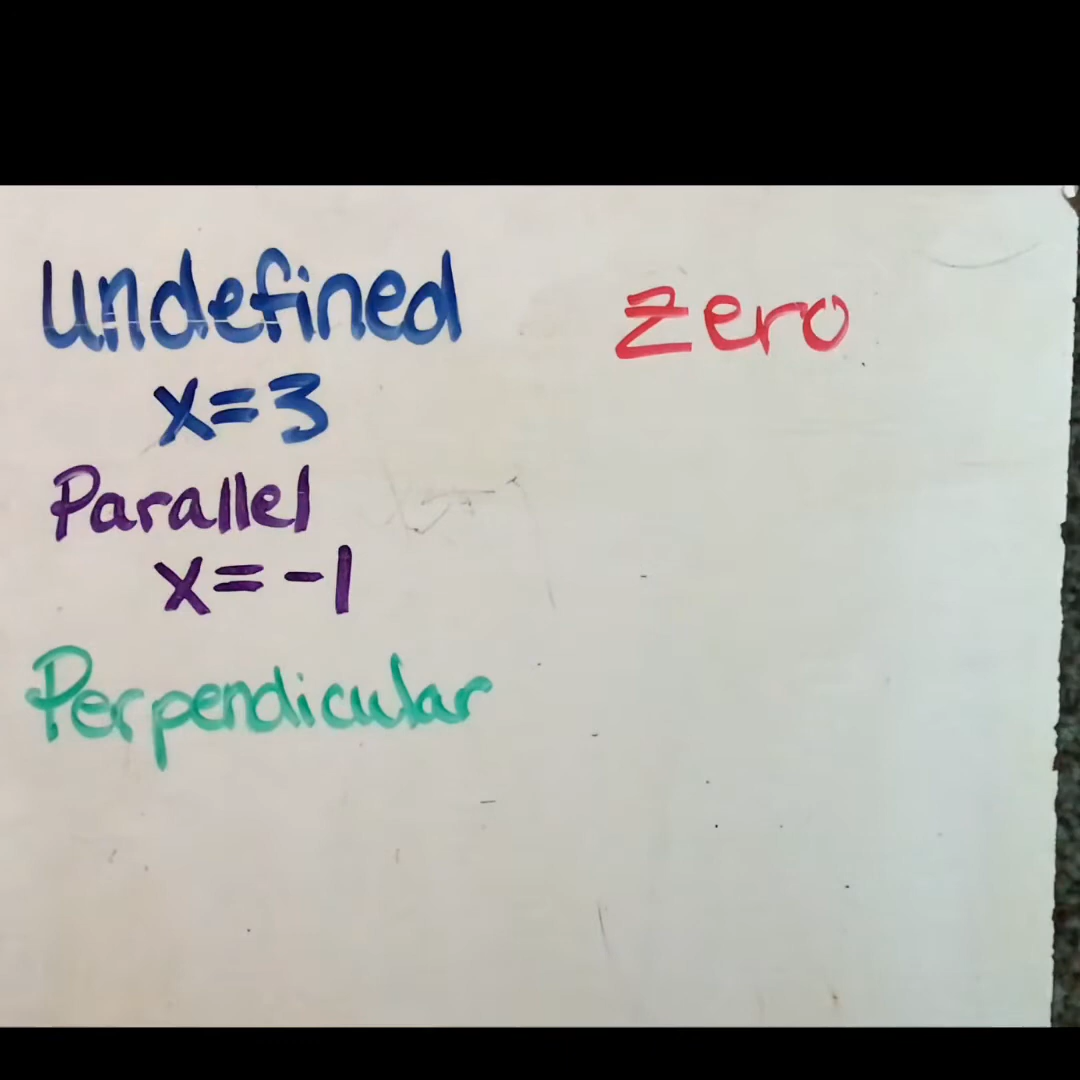 Undefined
Zero
x=3
Parallel
x=-1
Perpendicular